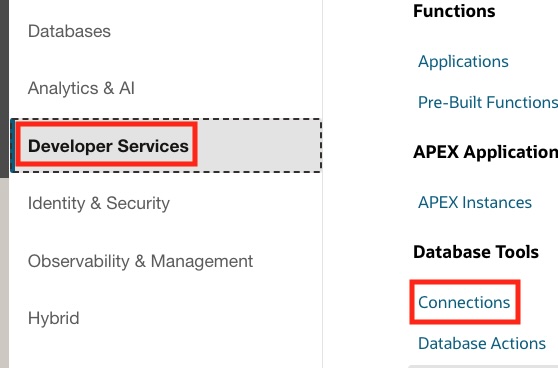 Databases
Analytics & AI
Developer Services
Identity & Security
Observability & Management
Hybrid
Functions
Applications
Pre-Built Functions
APEX Application
APEX Instances
Database Tools
Connections
Database Actions